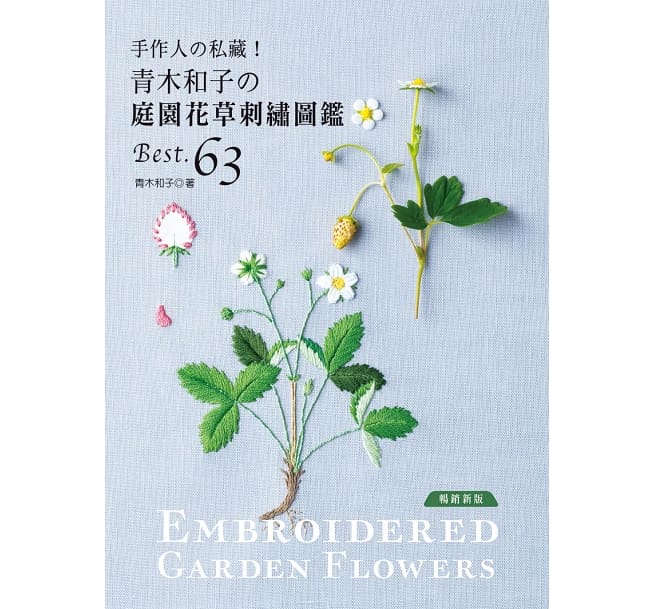 手作人の私藏！
青木和子の
庭園花草刺繡圖鑑
Best.63
青木和子◎著
暢銷新版
EMBROIDERED
GARDEN FLOWERS